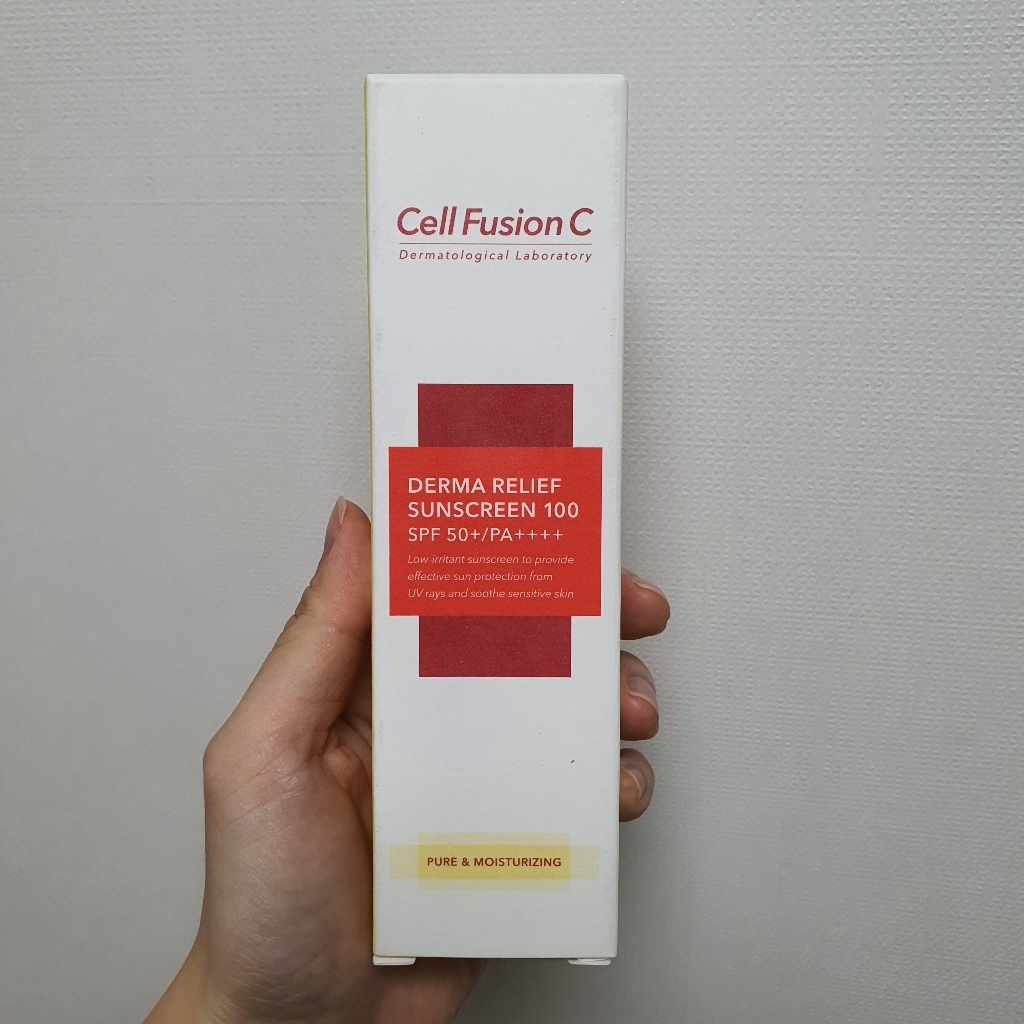 Cell Fusion C
Dermatological Laboratory
DERMA RELIEF
SUNSCREEN 100
SPF 50+/PA++++
Low-irritant sunscreen to provide
effective sun protection from
UV rays and soothe sensitive skin
PURE & MOISTURIZING